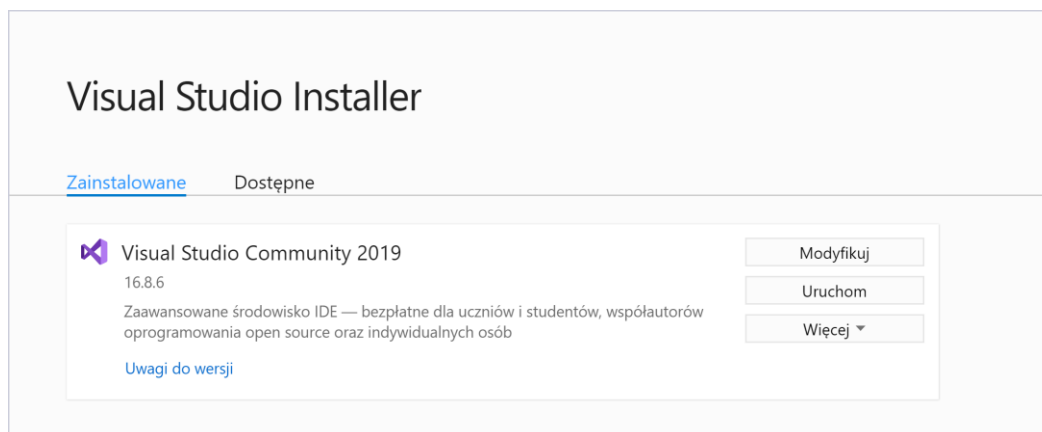 Visual Studio Installer
Zainstalowane Dostępne
Visual Studio Community 2019
16.8.6
Zaawansowane środowisko IDE — bezpłatne dla uczniów i studentów, współautorów
oprogramowania open source oraz indywidualnych osób
Uwagi do wersji
Modyfikuj
Uruchom
Więcej